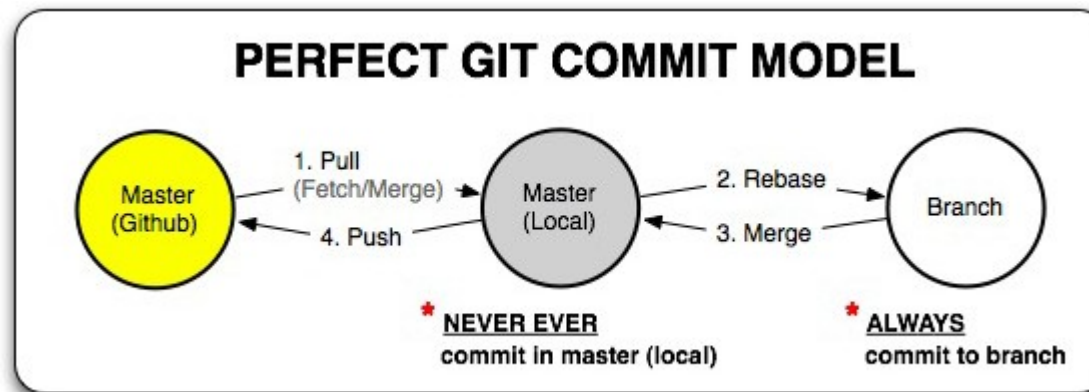 PERFECT GIT COMMIT MODEL
Master
(Github)
1. Pull
(Fetch/Merge)
4. Push
Master
(Local)
2. Rebase
3. Merge
Branch
* NEVER EVER
commit in master (local)
* ALWAYS
commit to branch